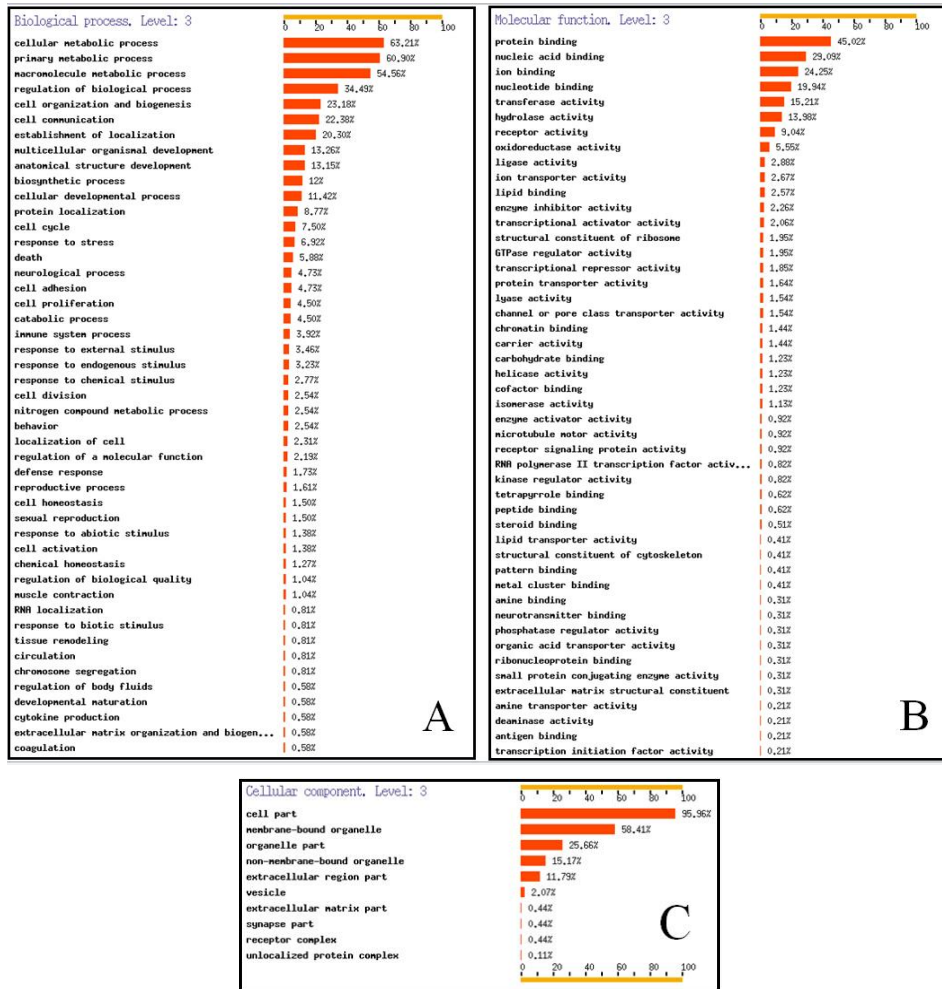 Biological process. Level: 3
0 20 40 60 80 100
cellular metabolic process 63.21%
primary metabolic process 60.90%
macromolecule metabolic process 54.56%
regulation of biological process 34.49%
cell organization and biogenesis 23.18%
cell communication 22.38%
establishment of localization 20.30%
multicellular organismal development 13.26%
anatomical structure development 13.15%
biosynthetic process 12%
cellular developmental process 11.42%
protein localization 8.77%
cell cycle 7.50%
response to stress 6.92%
death 5.88%
neurological process 4.73%
cell adhesion 4.73%
cell proliferation 4.50%
catabolic process 4.50%
immune system process 3.92%
response to external stimulus 3.46%
response to endogenous stimulus 3.23%
response to chemical stimulus 2.77%
cell division 2.54%
nitrogen compound metabolic process 2.54%
behavior 2.54%
localization of cell 2.31%
regulation of a molecular function 2.19%
defense response 1.73%
reproductive process 1.61%
cell homeostasis 1.50%
sexual reproduction 1.50%
response to abiotic stimulus 1.38%
cell activation 1.38%
chemical homeostasis 1.27%
regulation of biological quality 1.04%
muscle contraction 1.04%
RNA localization 0.81%
response to biotic stimulus 0.81%
tissue remodeling 0.81%
circulation 0.81%
chromosome segregation 0.81%
regulation of body fluids 0.58%
developmental maturation 0.58%
cytokine production 0.58%
extracellular matrix organization and biogen... 0.58%
coagulation 0.58%
A
Molecular function. Level: 3
0 20 40 60 80 100
protein binding 45.02%
nucleic acid binding 29.09%
ion binding 24.25%
nucleotide binding 19.94%
transferase activity 15.21%
hydrolase activity 13.98%
receptor activity 9.04%
oxidoreductase activity 5.55%
ligase activity 2.88%
ion transporter activity 2.67%
lipid binding 2.57%
enzyme inhibitor activity 2.26%
transcriptional activator activity 2.06%
structural constituent of ribosome 1.95%
GTPase regulator activity 1.95%
transcriptional repressor activity 1.85%
protein transporter activity 1.64%
lyase activity 1.54%
channel or pore class transporter activity 1.54%
chromatin binding 1.44%
carrier activity 1.44%
carbohydrate binding 1.23%
helicase activity 1.23%
cofactor binding 1.23%
isomerase activity 1.13%
enzyme activator activity 0.92%
microtubule motor activity 0.92%
receptor signaling protein activity 0.92%
RNA polymerase II transcription factor activ... 0.82%
kinase regulator activity 0.82%
tetrapyrrole binding 0.62%
peptide binding 0.62%
steroid binding 0.51%
lipid transporter activity 0.41%
structural constituent of cytoskeleton 0.41%
pattern binding 0.41%
metal cluster binding 0.41%
amine binding 0.31%
neurotransmitter binding 0.31%
phosphatase regulator activity 0.31%
organic acid transporter activity 0.31%
ribonucleoprotein binding 0.31%
small protein conjugating enzyme activity 0.31%
extracellular matrix structural constituent 0.31%
amine transporter activity 0.21%
deaminase activity 0.21%
antigen binding 0.21%
transcription initiation factor activity 0.21%
B
Cellular component. Level: 3
0 20 40 60 80 100
cell part 95.96%
membrane-bound organelle 58.41%
organelle part 25.66%
non-membrane-bound organelle 15.17%
extracellular region part 11.79%
vesicle 2.07%
extracellular matrix part 0.44%
synapse part 0.44%
receptor complex 0.44%
unlocalized protein complex 0.11%
0 20 40 60 80 100
C